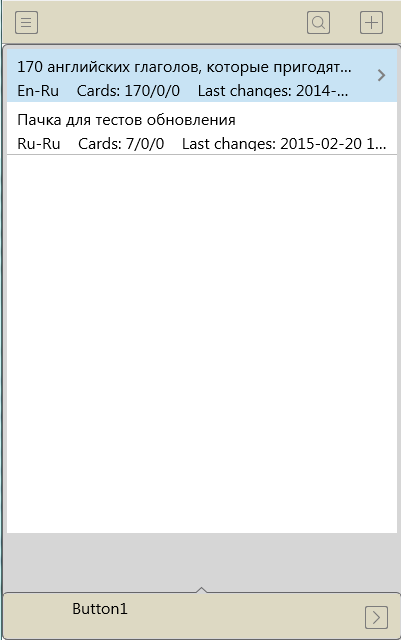 170 английских глаголов, которые пригодят...
En-Ru Cards: 170/0/0 Last changes: 2014-...
Пачка для тестов обновления
Ru-Ru Cards: 7/0/0 Last changes: 2015-02-20 1...
Button1